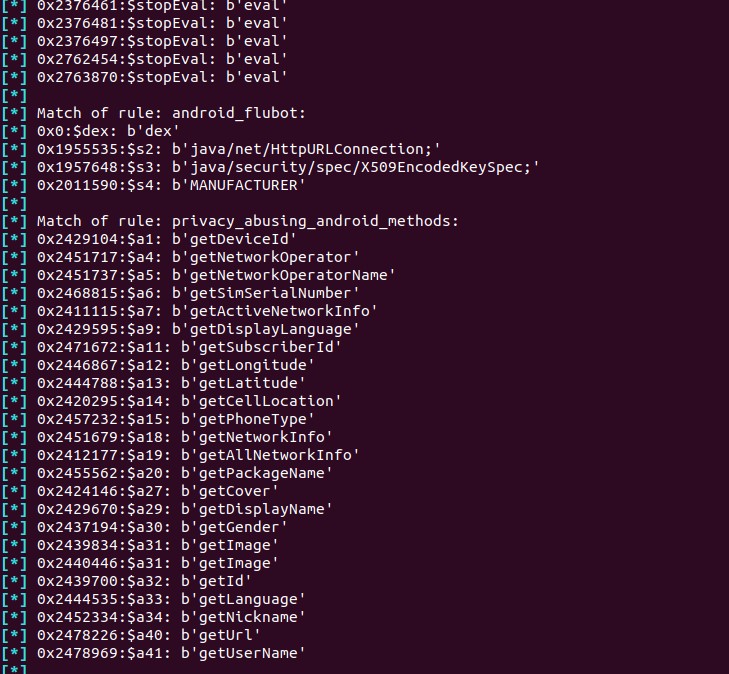 [*] 0x2376461:$stopEval: b'eval'
[*] 0x2376481:$stopEval: b'eval'
[*] 0x2376497:$stopEval: b'eval'
[*] 0x2762454:$stopEval: b'eval'
[*] 0x2763870:$stopEval: b'eval'
[*]
[*] Match of rule: android_flubot:
[*] 0x0:$dex: b'dex'
[*] 0x1955535:$s2: b'java/net/HttpURLConnection;'
[*] 0x1957648:$s3: b'java/security/spec/X509EncodedKeySpec;'
[*] 0x2011590:$s4: b'MANUFACTURER'
[*]
[*] Match of rule: privacy_abusing_android_methods:
[*] 0x2429104:$a1: b'getDeviceId'
[*] 0x2451717:$a4: b'getNetworkOperator'
[*] 0x2451737:$a5: b'getNetworkOperatorName'
[*] 0x2468815:$a6: b'getSimSerialNumber'
[*] 0x2411115:$a7: b'getActiveNetworkInfo'
[*] 0x2429595:$a9: b'getDisplayLanguage'
[*] 0x2471672:$a11: b'getSubscriberId'
[*] 0x2446867:$a12: b'getLongitude'
[*] 0x2444788:$a13: b'getLatitude'
[*] 0x2420295:$a14: b'getCellLocation'
[*] 0x2457232:$a15: b'getPhoneType'
[*] 0x2451679:$a18: b'getNetworkInfo'
[*] 0x2412177:$a19: b'getAllNetworkInfo'
[*] 0x2455562:$a20: b'getPackageName'
[*] 0x2424146:$a27: b'getCover'
[*] 0x2429670:$a29: b'getDisplayName'
[*] 0x2437194:$a30: b'getGender'
[*] 0x2439834:$a31: b'getImage'
[*] 0x2440446:$a31: b'getImage'
[*] 0x2439700:$a32: b'getId'
[*] 0x2444535:$a33: b'getLanguage'
[*] 0x2452334:$a34: b'getNickname'
[*] 0x2478226:$a40: b'getUrl'
[*] 0x2478969:$a41: b'getUserName'
[*]